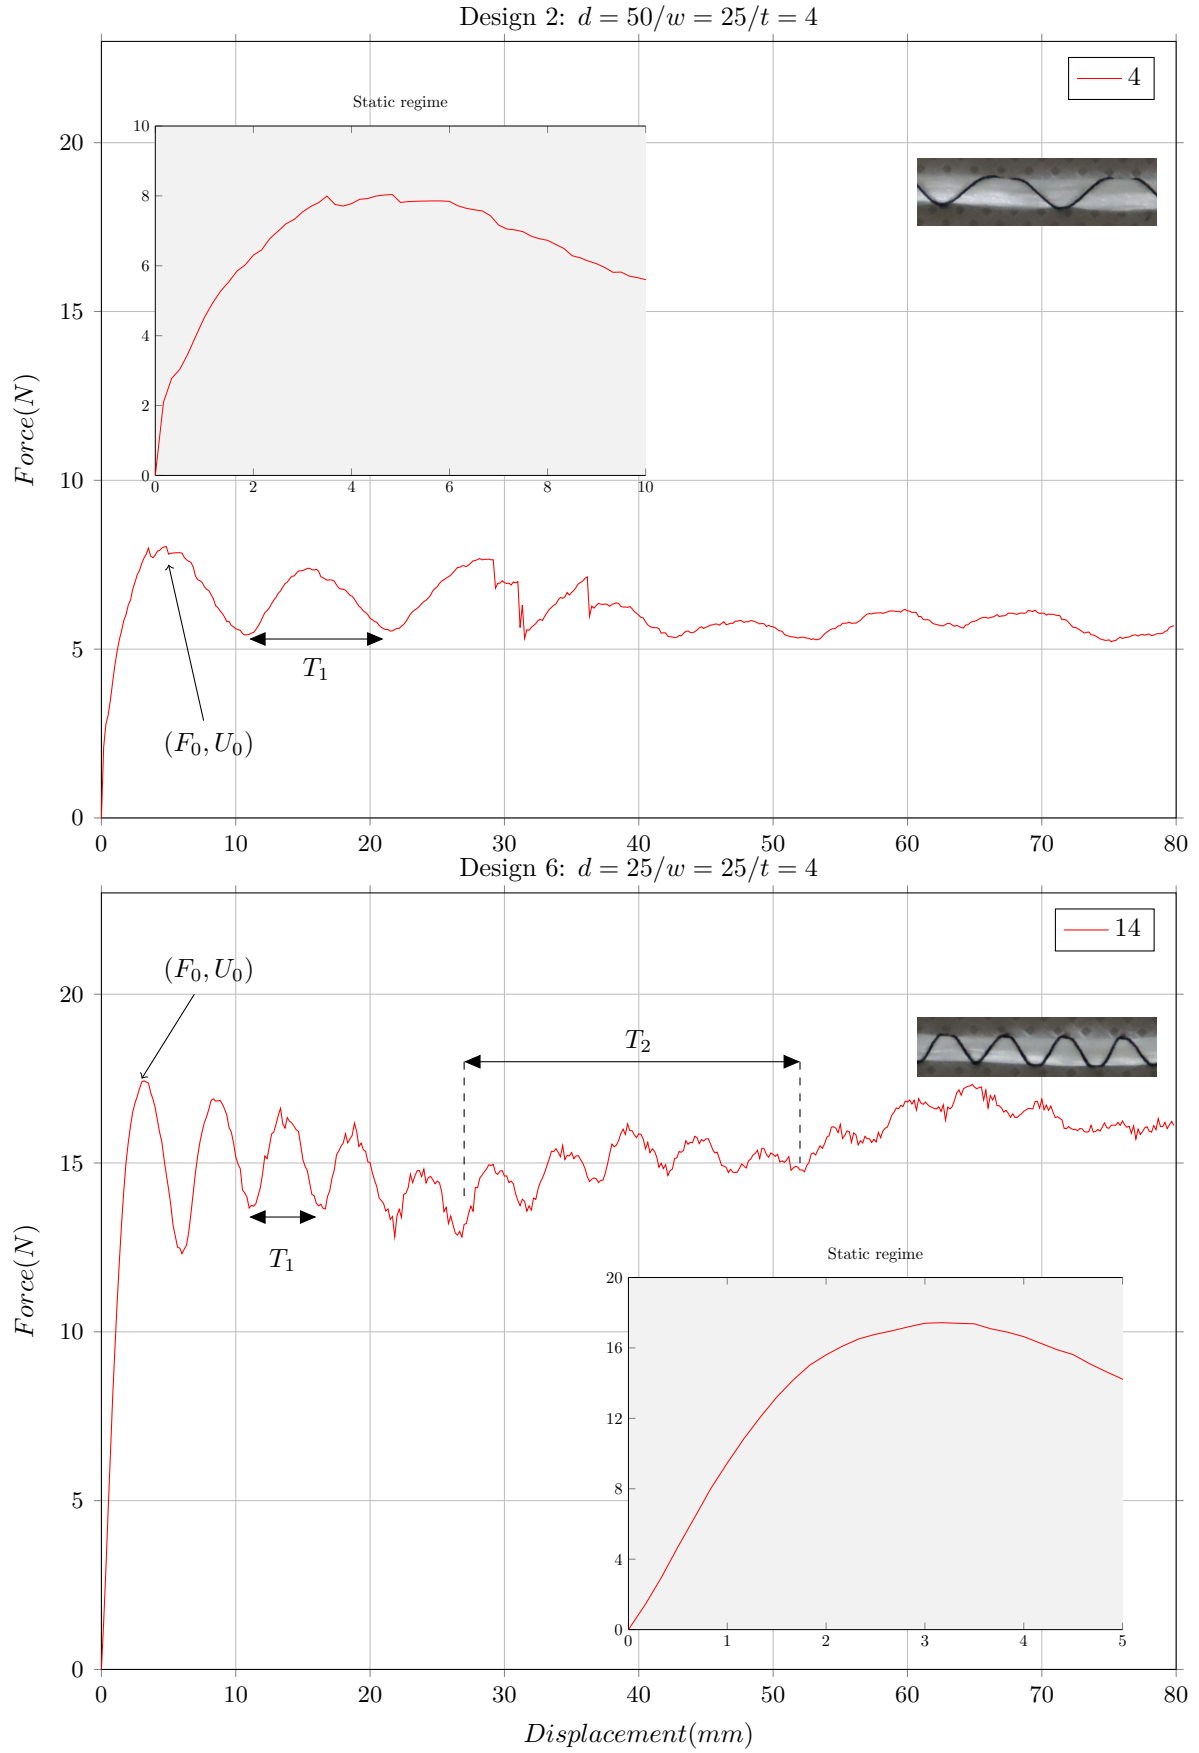 Design 2: d = 50/w = 25/t = 4
4
Static regime
10
8
6
4
2
0
0 2 4 6 8 10
20
15
10
5
0
Force(N)
T₁
(F₀, U₀)
0 10 20 30 40 50 60 70 80
Design 6: d = 25/w = 25/t = 4
14
(F₀, U₀)
T₂
T₁
20
15
10
5
0
Force(N)
Static regime
20
16
12
8
4
0
0 1 2 3 4 5
0 10 20 30 40 50 60 70 80
Displacement(mm)